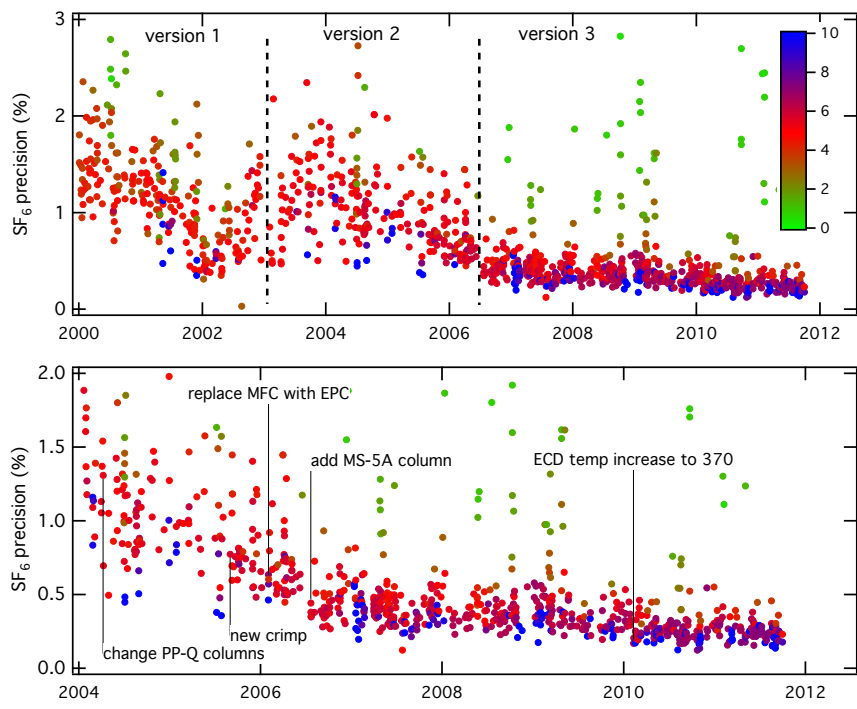 3
2
1
0
SF6 precision (%)
version 1
version 2
version 3
10
8
6
4
2
0
2000
2002
2004
2006
2008
2010
2012
2.0
1.5
1.0
0.5
0.0
SF6 precision (%)
replace MFC with EPC
add MS-5A column
ECD temp increase to 370
new crimp
change PP-Q columns
2004
2006
2008
2010
2012